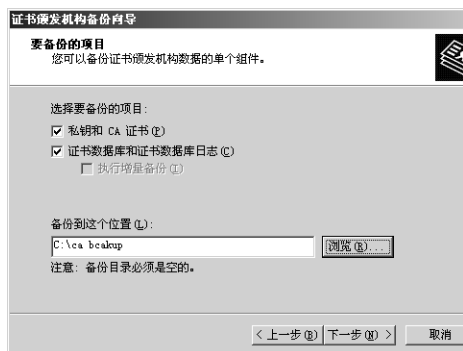 证书颁发机构备份向导
要备份的项目
您可以备份证书颁发机构数据的单个组件。
选择要备份的项目:
私钥和 CA 证书(P)
证书数据库和证书数据库日志(C)
执行增量备份(I)
备份到这个位置(L):
C:\ca bcakup
浏览(R)...
注意: 备份目录必须是空的。
< 上一步(B) 下一步(N) > 取消